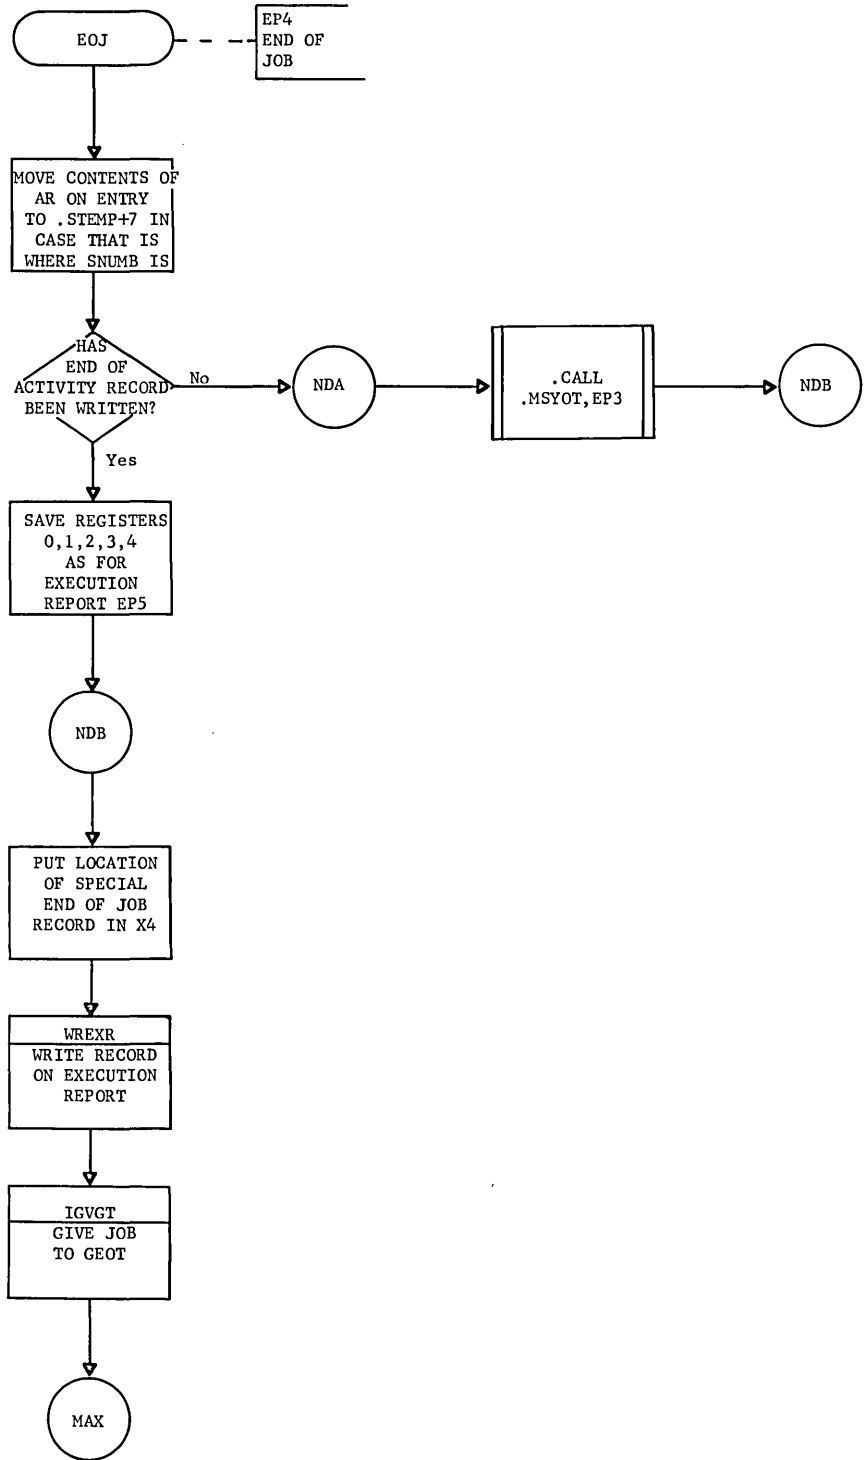 EOJ
EP4
END OF
JOB
MOVE CONTENTS OF
AR ON ENTRY
TO .STEMP+7 IN
CASE THAT IS
WHERE SNUMB IS
HAS
END OF
ACTIVITY RECORD
BEEN WRITTEN?
No
NDA
.CALL
.MSYOT,EP3
NDB
Yes
SAVE REGISTERS
0,1,2,3,4
AS FOR
EXECUTION
REPORT EP5
NDB
PUT LOCATION
OF SPECIAL
END OF JOB
RECORD IN X4
WREXR
WRITE RECORD
ON EXECUTION
REPORT
IGVGT
GIVE JOB
TO GEOT
MAX